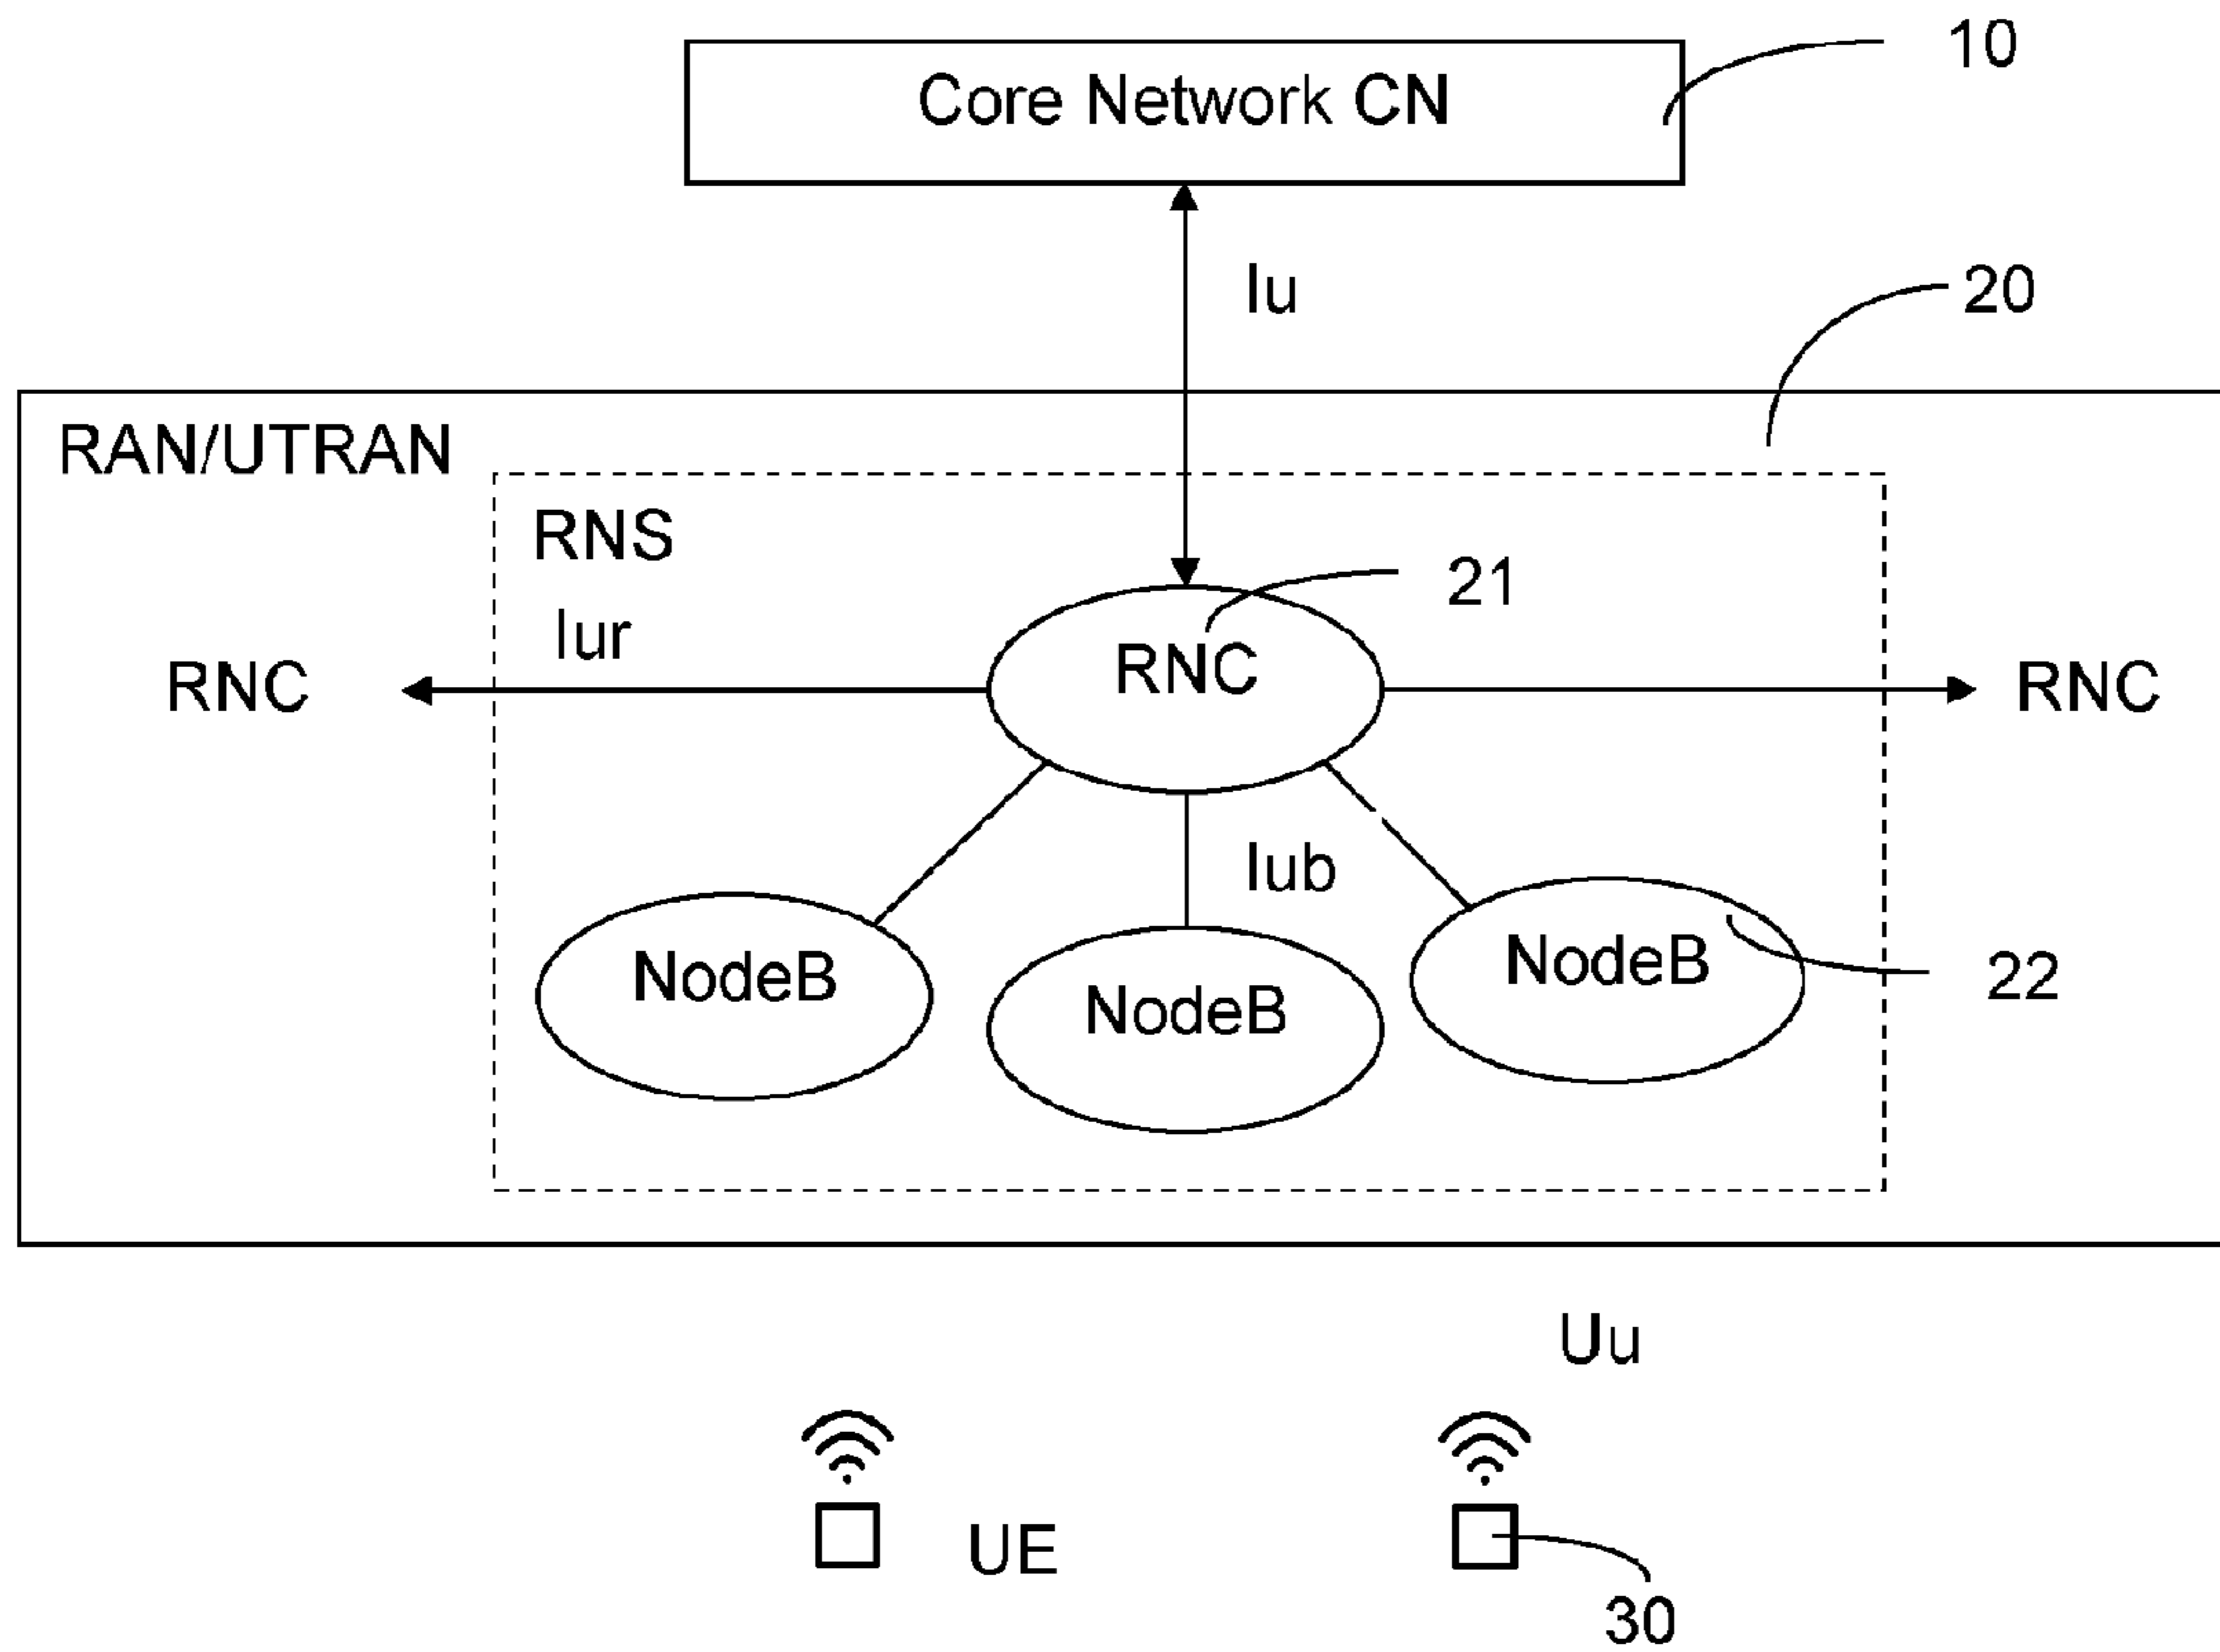 10
Core Network CN
Iu
20
RAN/UTRAN
RNS
21
Iur
RNC
RNC
RNC
Iub
NodeB
NodeB
NodeB
22
Uu
UE
30